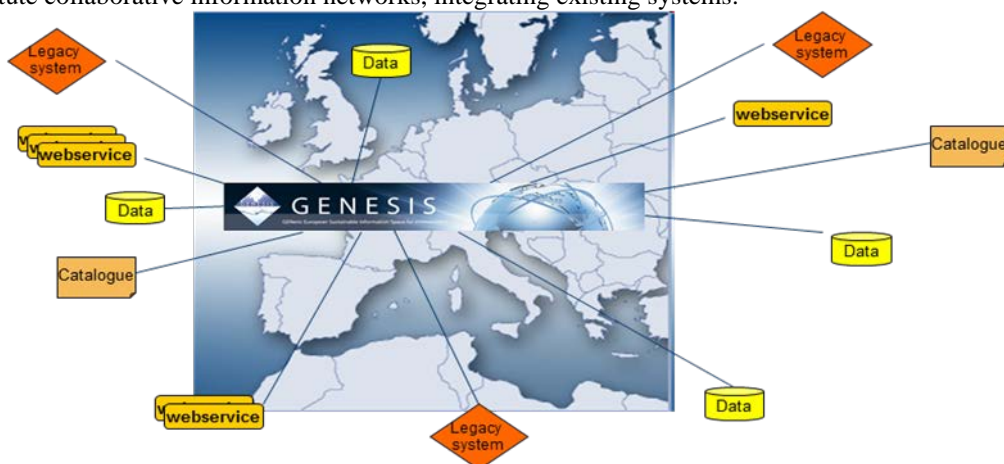 tute collaborative information networks, integrating existing systems.
Legacy
system
Data
Legacy
system
webservice
webservice
Catalogue
Data
GENESIS
Data
Catalogue
Data
webservice
Legacy
system